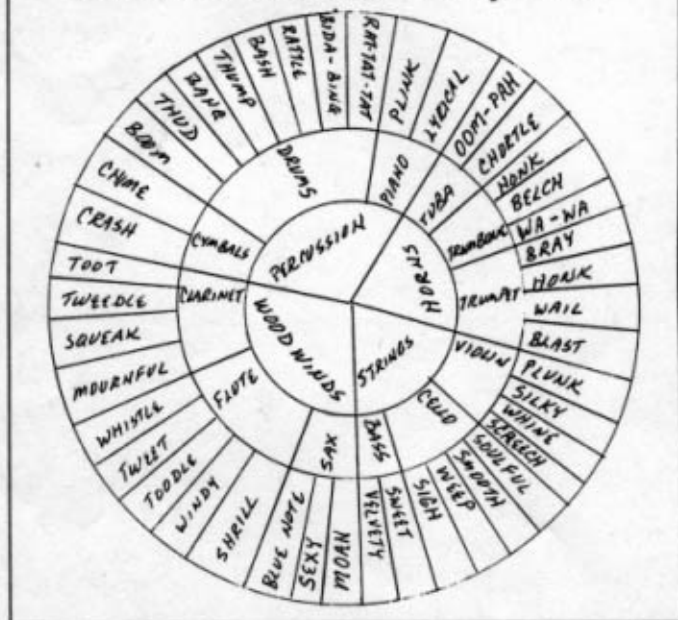 PERCUSSION
HORNS
STRINGS
WOODWINDS
DRUMS
PIANO
TUBA
TROMBONE
TRUMPET
VIOLIN
CELLO
BASS
SAX
FLUTE
CLARINET
CYMBALS
BOOM
THUD
BANG
THUMP
BASH
RATTLE
BIDA-BING
RAT-TAT-TAT
PLINK
LYRICAL
OOM-PAH
CHORTLE
HONK
BELCH
WA-WA
BRAY
HONK
WAIL
BLAST
PLUNK
SILKY
WHINE
SCREECH
SOULFUL
SMOOTH
WEEP
SIGH
SWEET
VELVETY
MOAN
SEXY
BLUE NOTE
SHRILL
WINDY
TOODLE
TWEET
WHISTLE
MOURNFUL
SQUEAK
TWEEDLE
TOOT
CRASH
CHIME